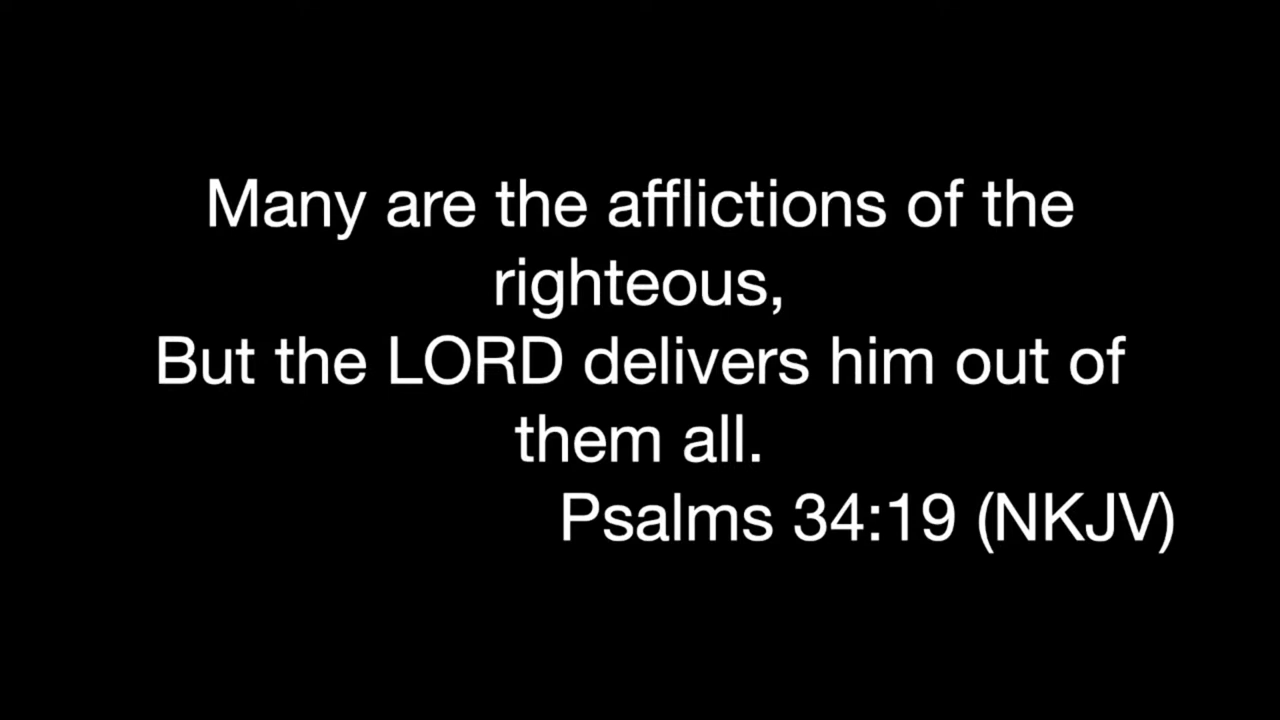 Many are the afflictions of the
righteous,
But the LORD delivers him out of
them all.
Psalms 34:19 (NKJV)